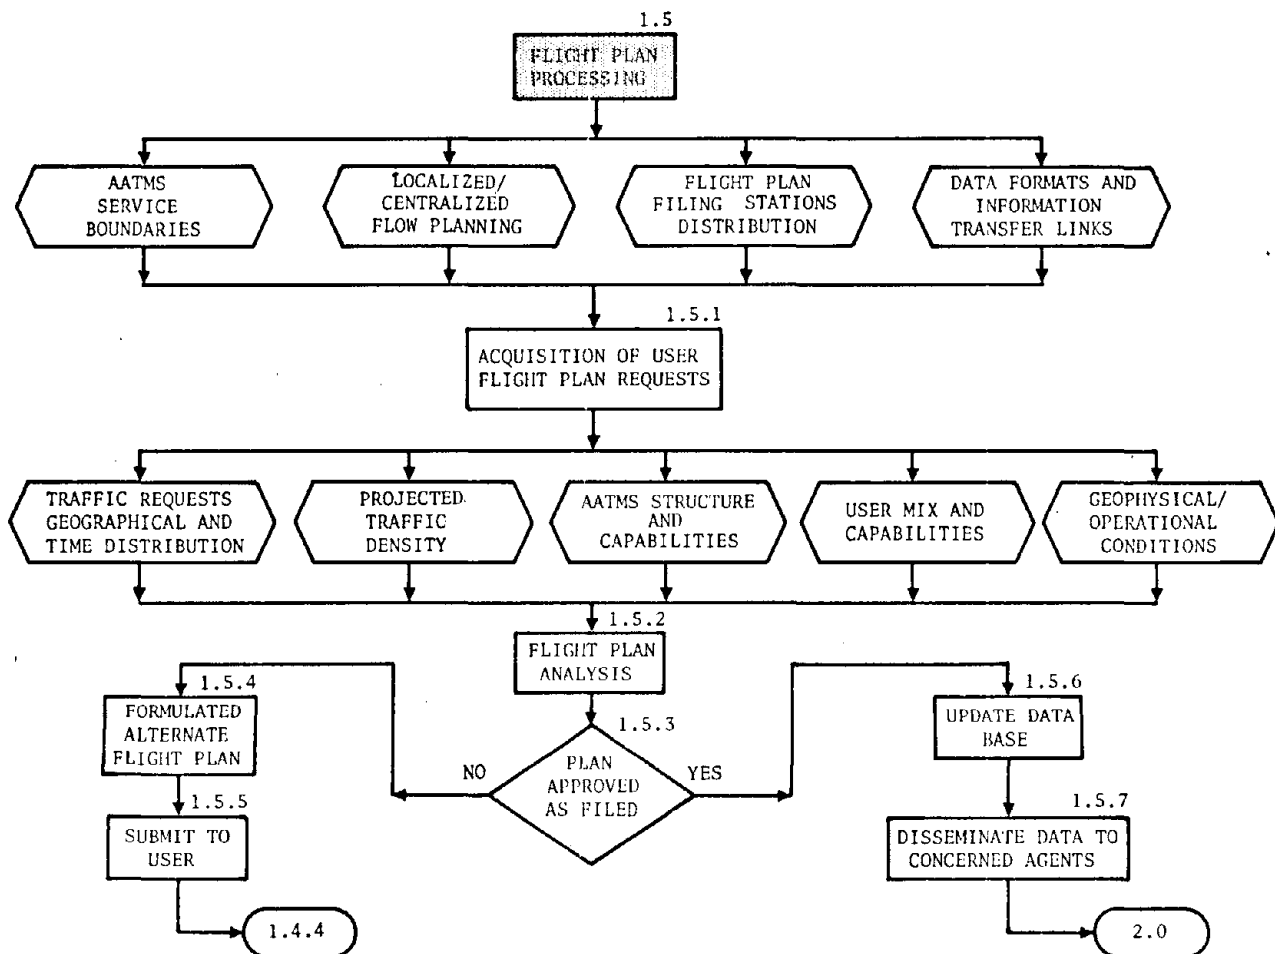 1.5
FLIGHT PLAN
PROCESSING
AATMS
SERVICE
BOUNDARIES
LOCALIZED/
CENTRALIZED
FLOW PLANNING
FLIGHT PLAN
FILING STATIONS
DISTRIBUTION
DATA FORMATS AND
INFORMATION
TRANSFER LINKS
1.5.1
ACQUISITION OF USER
FLIGHT PLAN REQUESTS
TRAFFIC REQUESTS
GEOGRAPHICAL AND
TIME DISTRIBUTION
PROJECTED
TRAFFIC
DENSITY
AATMS STRUCTURE
AND
CAPABILITIES
USER MIX AND
CAPABILITIES
GEOPHYSICAL/
OPERATIONAL
CONDITIONS
1.5.2
FLIGHT PLAN
ANALYSIS
1.5.3
PLAN
APPROVED
AS FILED
NO
YES
1.5.4
FORMULATED
ALTERNATE
FLIGHT PLAN
1.5.5
SUBMIT TO
USER
1.4.4
1.5.6
UPDATE DATA
BASE
1.5.7
DISSEMINATE DATA TO
CONCERNED AGENTS
2.0